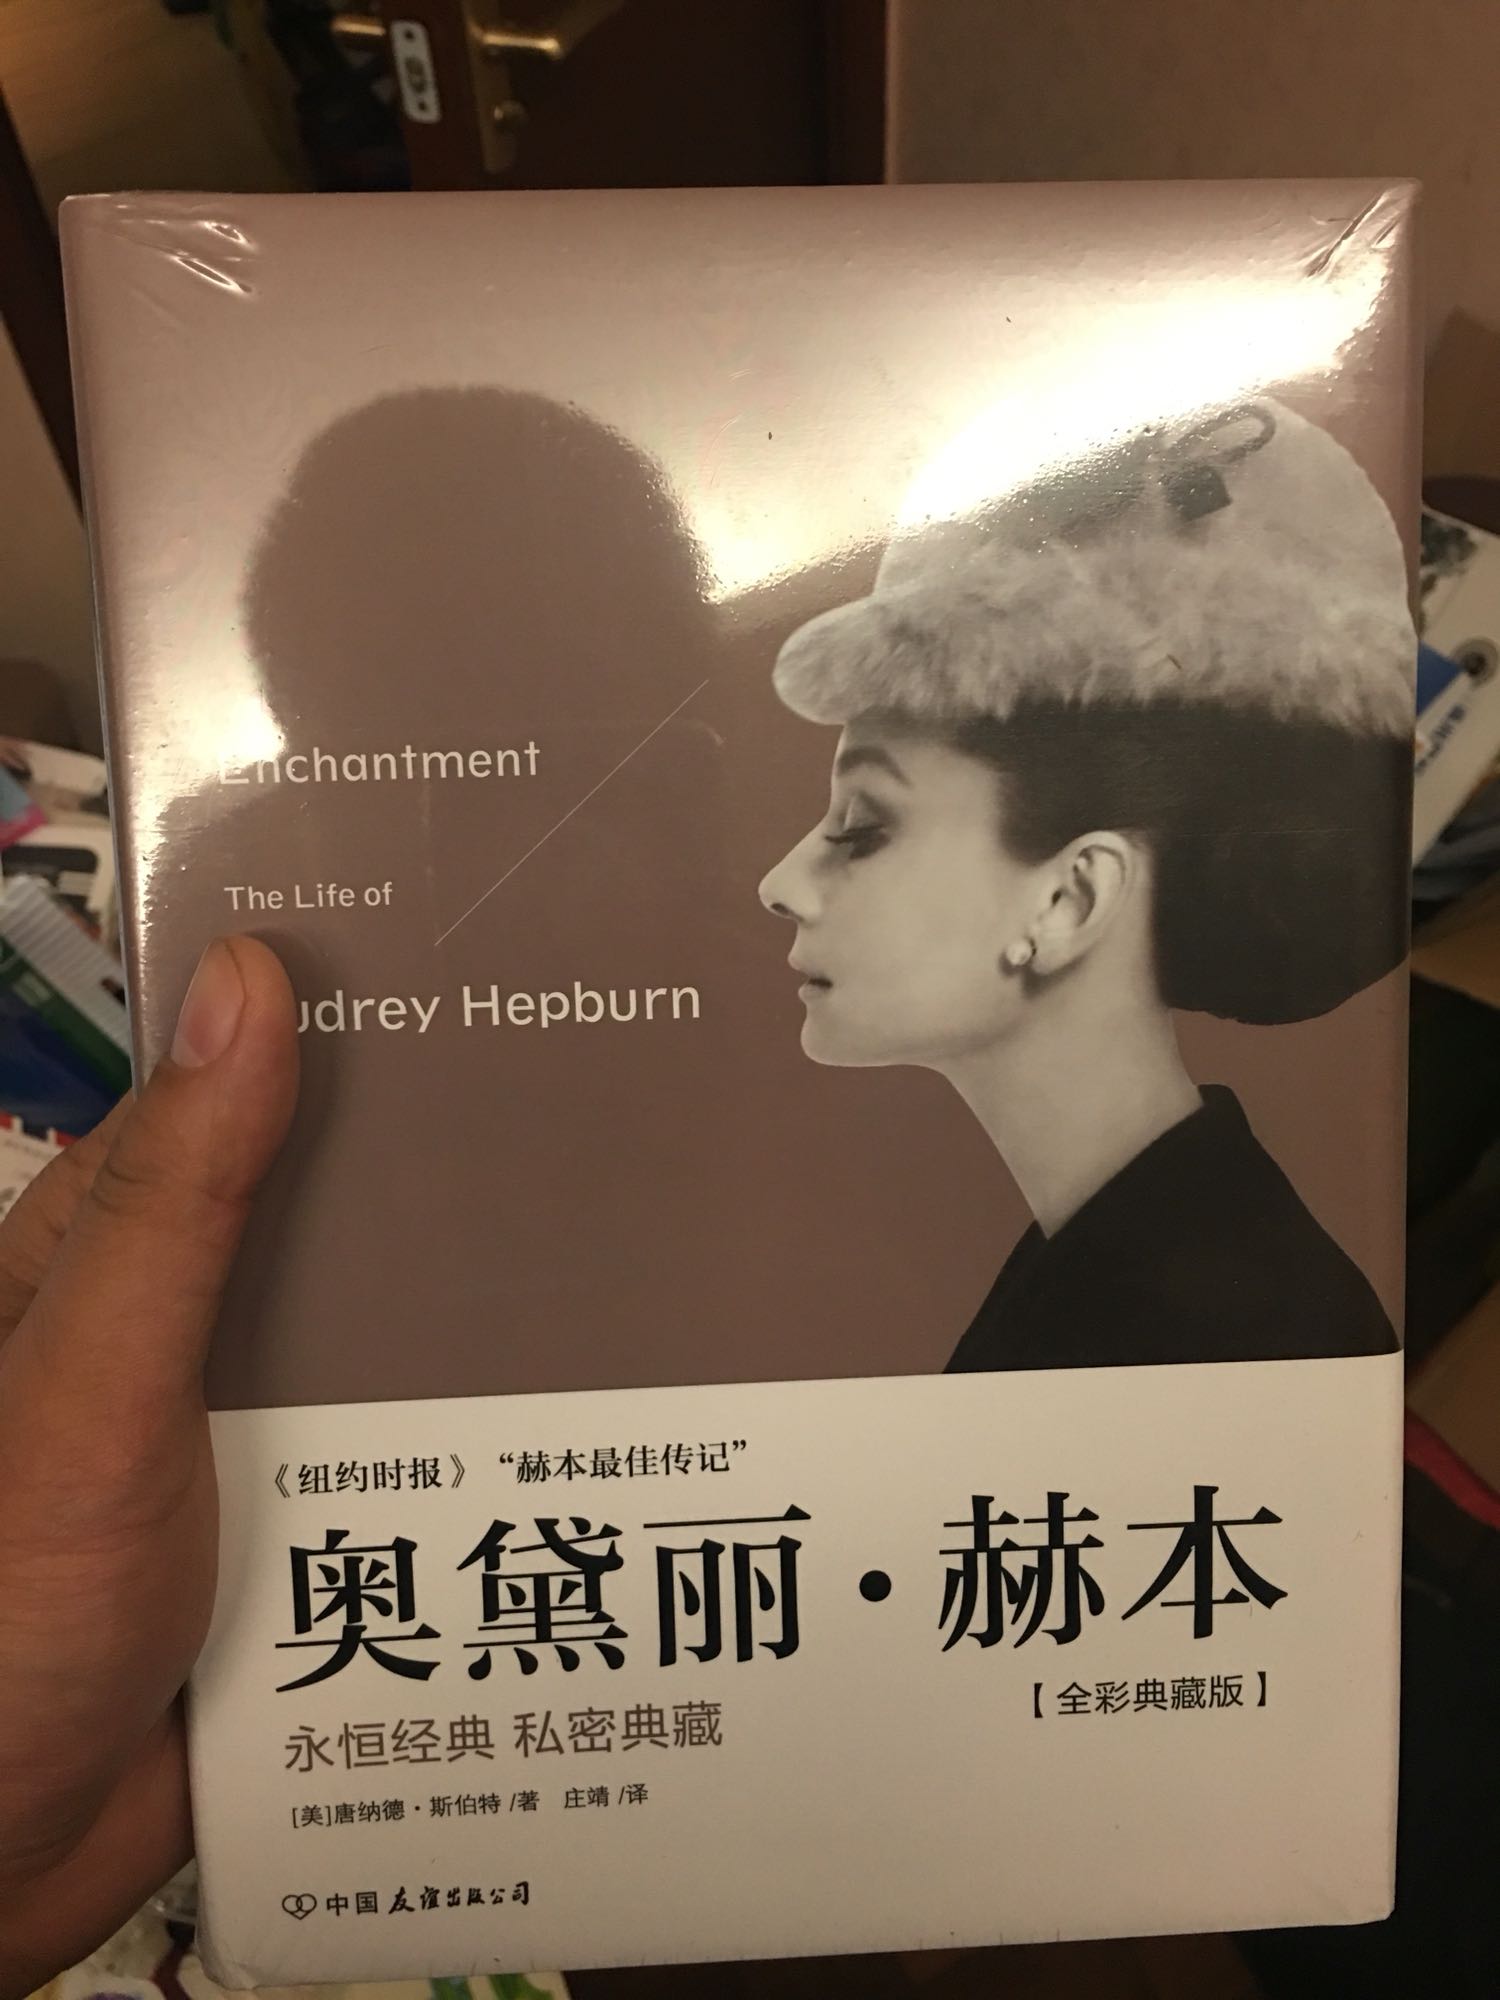 Enchantment
The Life of
udrey Hepburn
《纽约时报》“赫本最佳传记”
奥黛丽·赫本
【全彩典藏版】
永恒经典 私密典藏
[美]唐纳德·斯伯特 /著 庄靖 /译
中国友谊出版公司